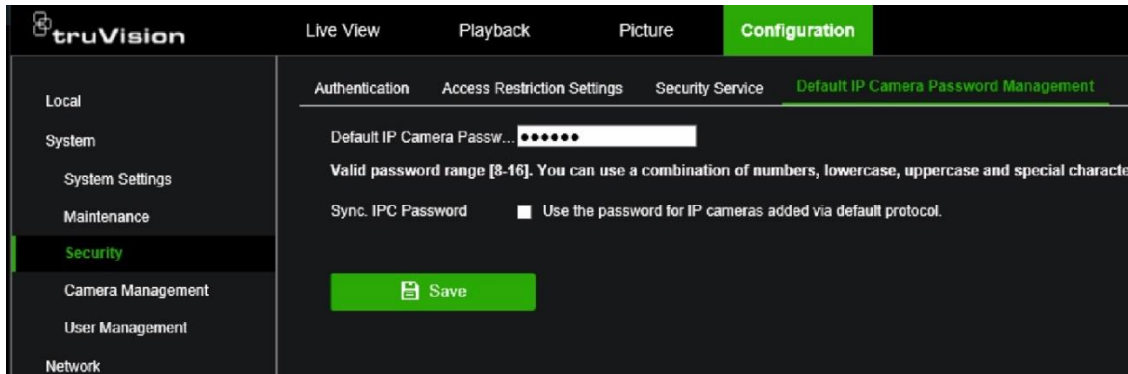 truVision
Live View Playback Picture Configuration
Authentication Access Restriction Settings Security Service Default IP Camera Password Management
Local
System
System Settings
Maintenance
Security
Camera Management
User Management
Network
Default IP Camera Passw... ●●●●●●
Valid password range [8-16]. You can use a combination of numbers, lowercase, uppercase and special characte
Sync. IPC Password Use the password for IP cameras added via default protocol.
Save